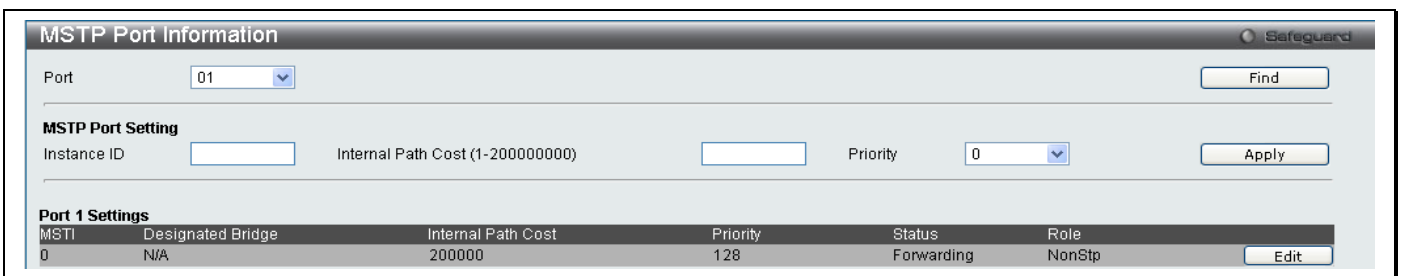 MSTP Port Information Safeguard
Port 01 Find
MSTP Port Setting
Instance ID Internal Path Cost (1-200000000) Priority 0 Apply
Port 1 Settings
MSTI Designated Bridge Internal Path Cost Priority Status Role
0 N/A 200000 128 Forwarding NonStp Edit